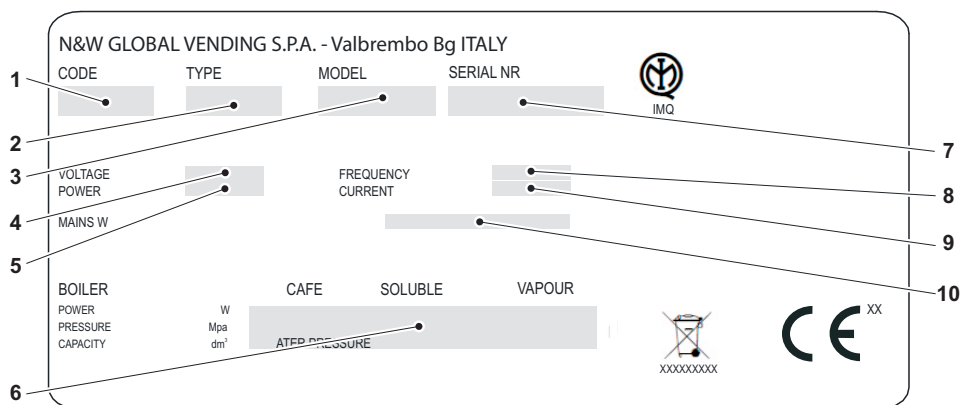 N&W GLOBAL VENDING S.P.A. - Valbrembo Bg ITALY
CODE TYPE MODEL SERIAL NR
IMQ
1
2
3
7
VOLTAGE FREQUENCY
POWER CURRENT
8
4
MAINS W
9
5
10
BOILER CAFE SOLUBLE VAPOUR
POWER W
PRESSURE Mpa
CAPACITY dm³ ATER PRESSURE
CE XX
XXXXXXXXX
6